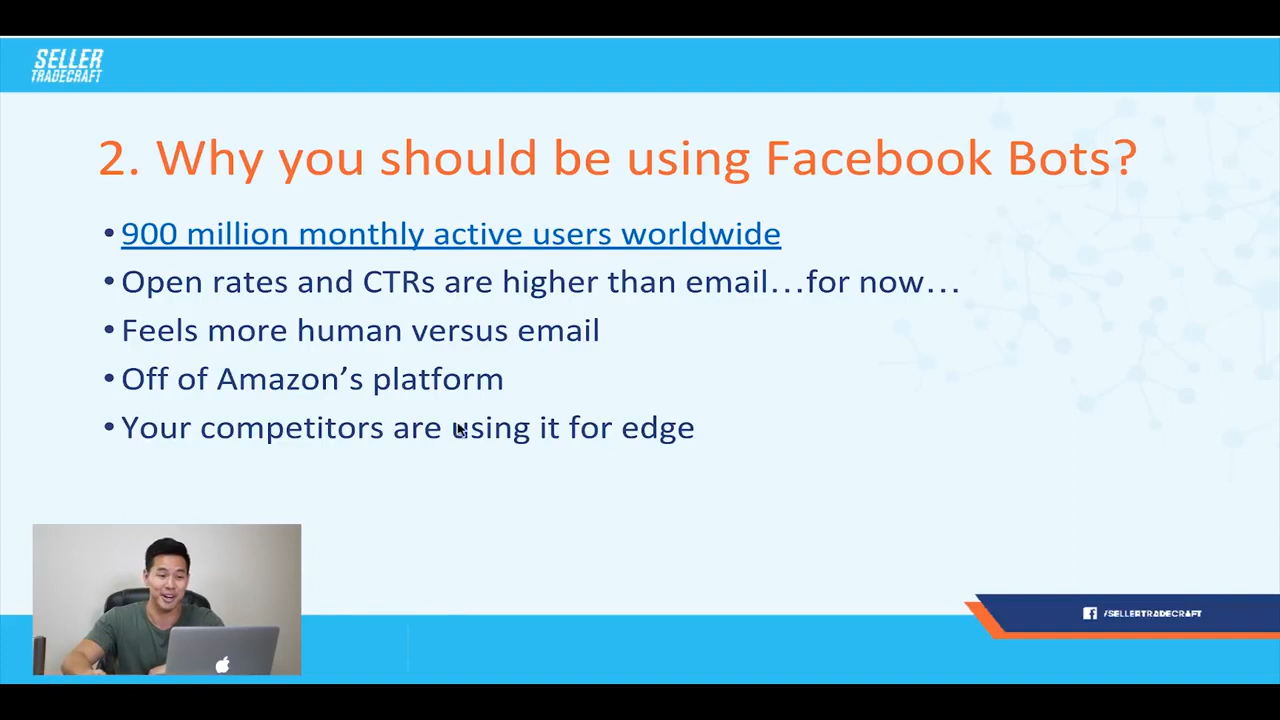 SELLER
TRADECRAFT
2. Why you should be using Facebook Bots?
• 900 million monthly active users worldwide
• Open rates and CTRs are higher than email…for now…
• Feels more human versus email
• Off of Amazon’s platform
• Your competitors are using it for edge
/SELLERTRADECRAFT